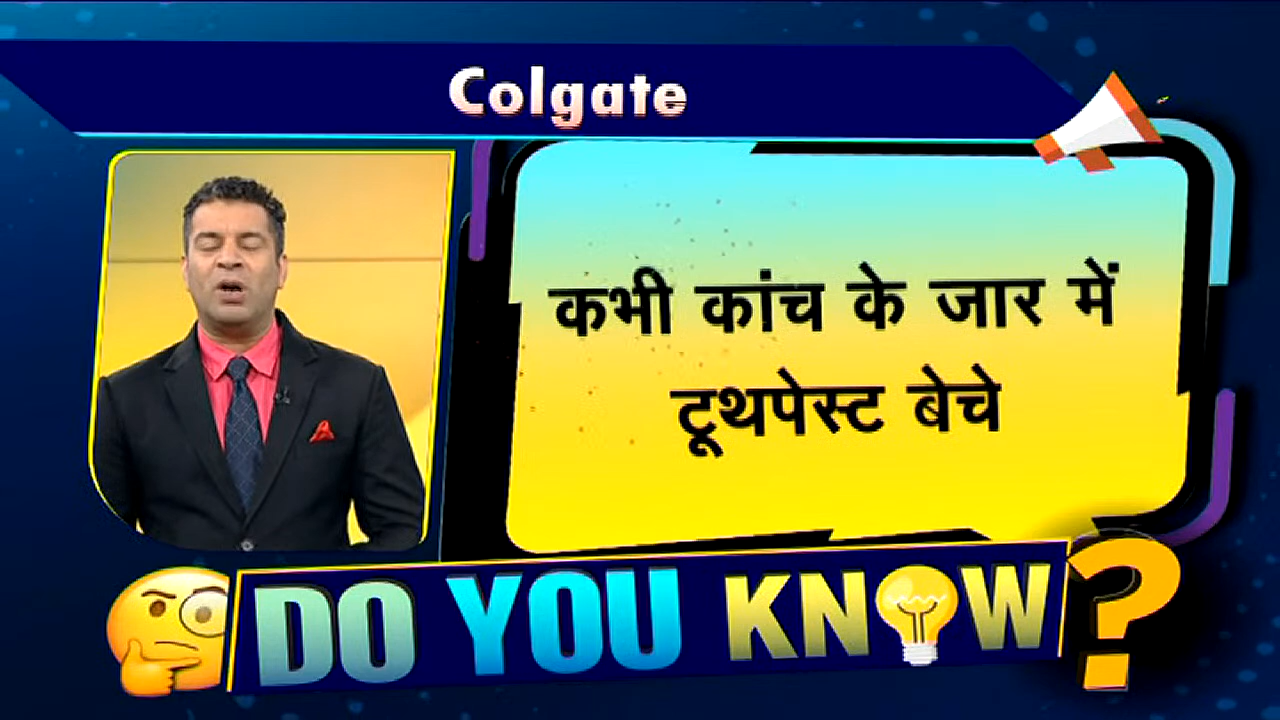 Colgate
कभी कांच के जार में
टूथपेस्ट बेचे
DO YOU KNOW?